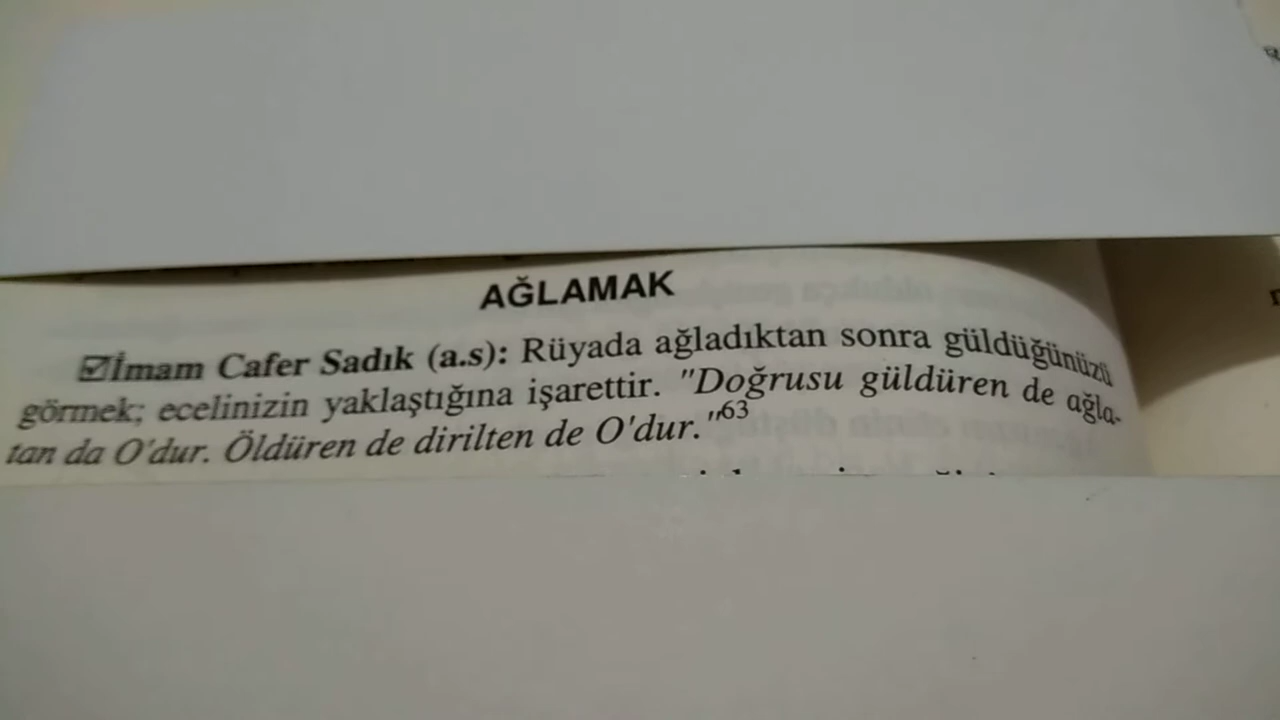 AĞLAMAK
☑İmam Cafer Sadık (a.s): Rüyada ağladıktan sonra güldüğünüzü
görmek; ecelinizin yaklaştığına işarettir. "Doğrusu güldüren de ağla-
tan da O'dur. Öldüren de dirilten de O'dur."63